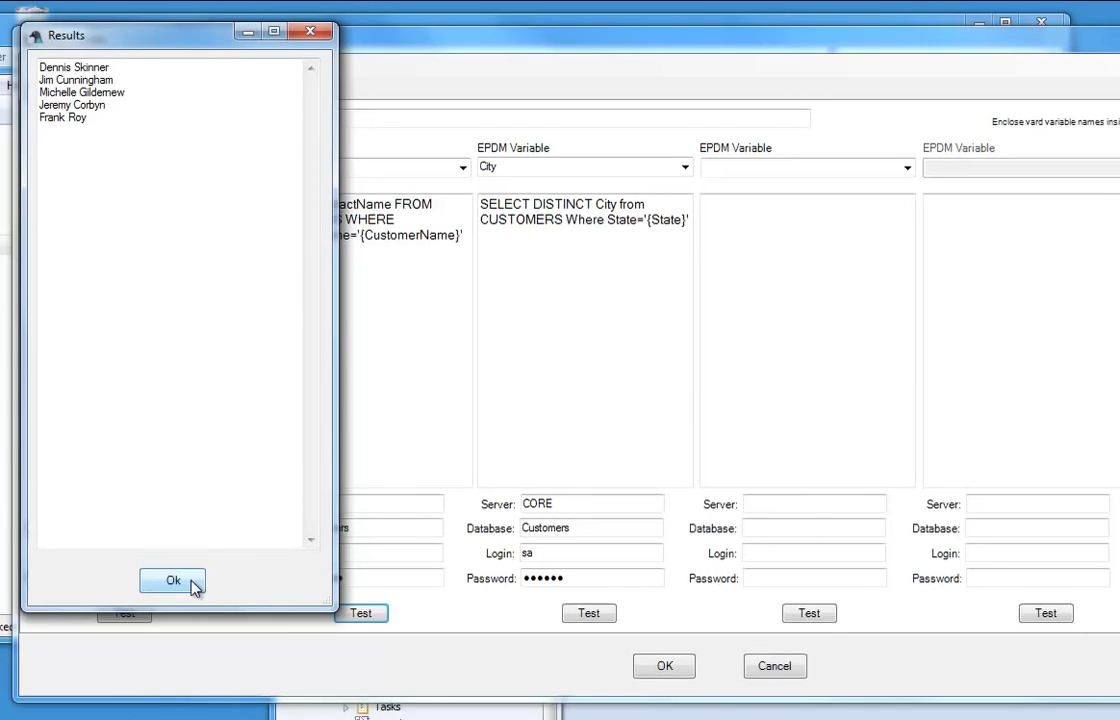 Results
Dennis Skinner
Jim Cunningham
Michelle Gildernew
Jeremy Corbyn
Frank Roy
Ok
Enclose vard variable names insi
EPDM Variable
EPDM Variable
EPDM Variable
City
actName FROM
S WHERE
ne='{CustomerName}'
SELECT DISTINCT City from
CUSTOMERS Where State='{State}'
Server:
CORE
Server:
Server:
Database:
Customers
Database:
Database:
Login:
sa
Login:
Login:
Password:
••••••
Password:
Password:
Test
Test
Test
Test
Test
OK
Cancel
Tasks